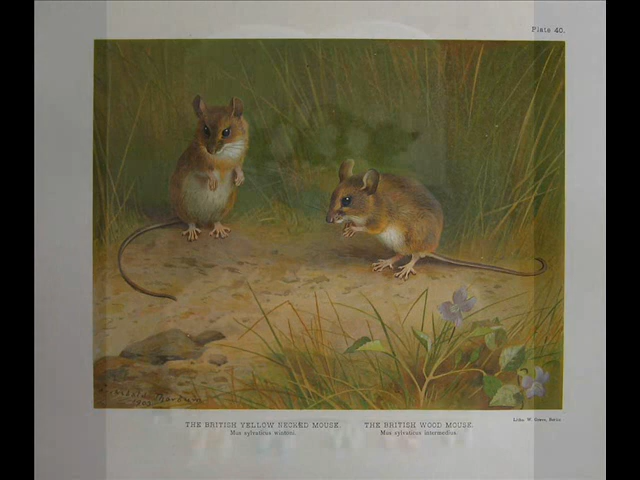 Plate 40.
1903
THE BRITISH YELLOW NECKED MOUSE. THE BRITISH WOOD MOUSE.
Mus sylvaticus wintoni. Mus sylvaticus intermedius.
Litho. W. Greve, Berlin